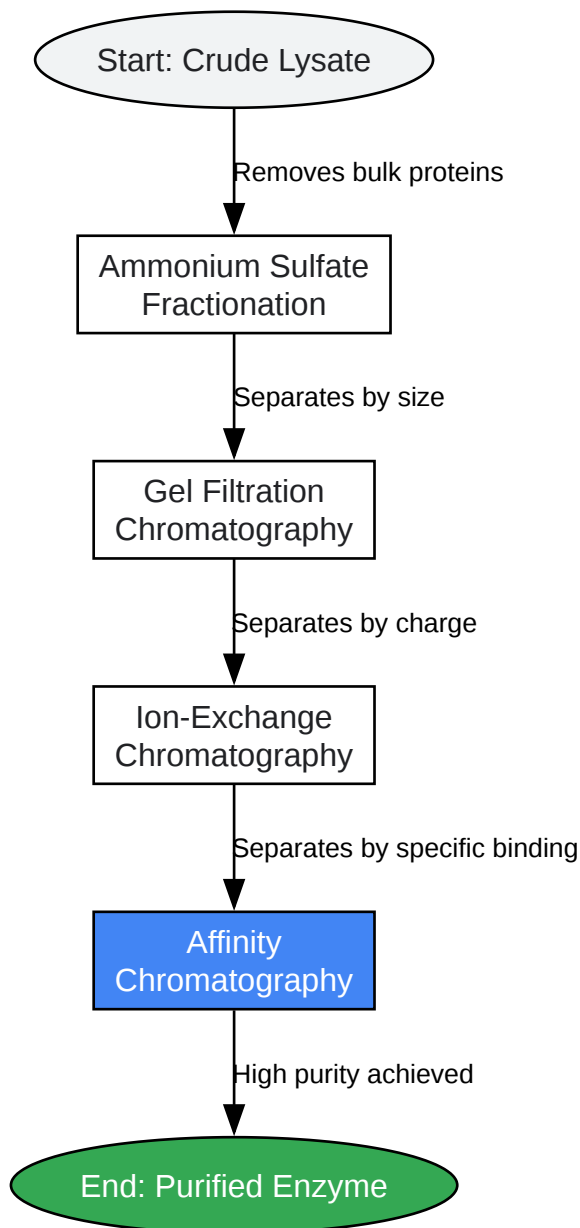 Start: Crude Lysate
Removes bulk proteins
Ammonium Sulfate
Fractionation
Separates by size
Gel Filtration
Chromatography
Separates by charge
Ion-Exchange
Chromatography
Separates by specific binding
Affinity
Chromatography
High purity achieved
End: Purified Enzyme